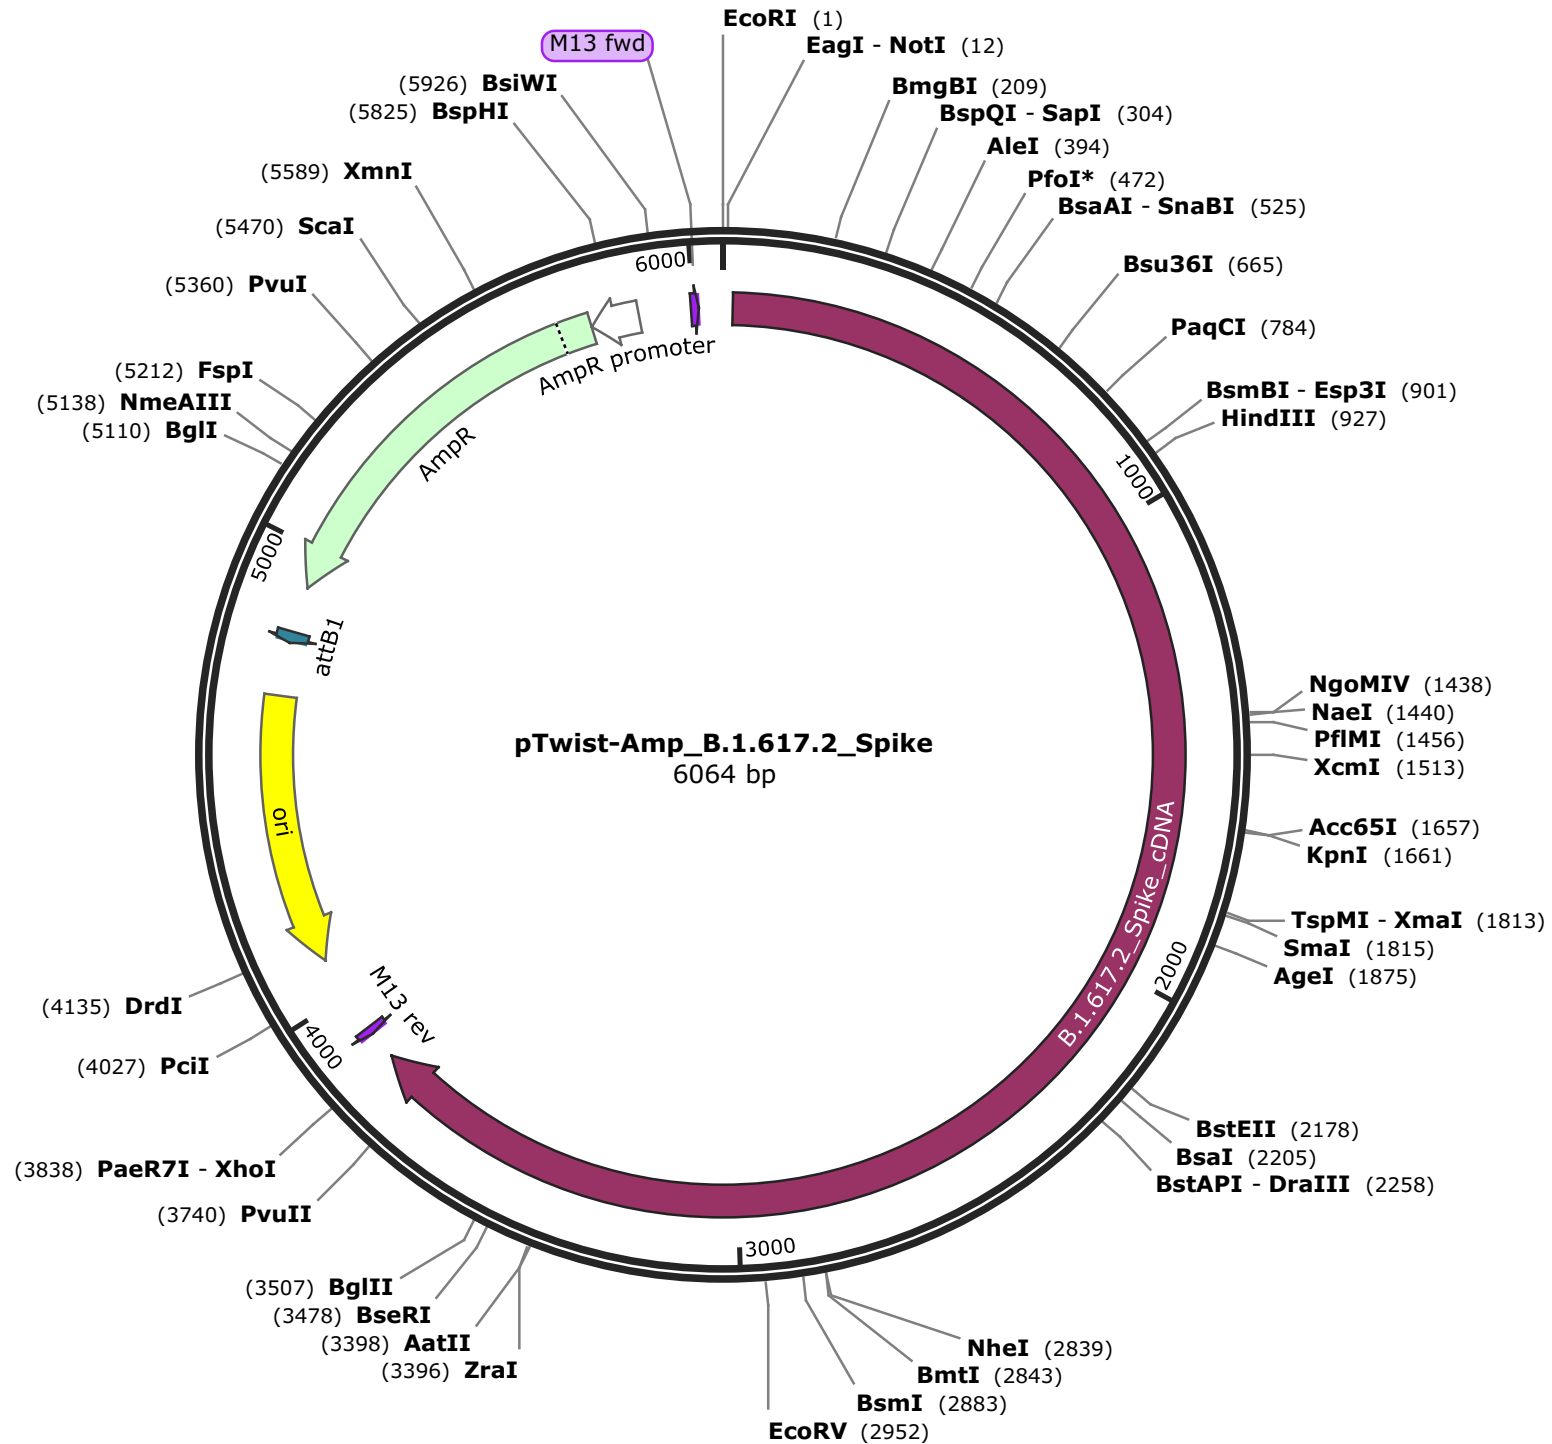 EcoRI (1)
EagI - NotI (12)
BmgBI (209)
BspQI - SapI (304)
AleI (394)
PfoI* (472)
BsaAI - SnaBI (525)
Bsu36I (665)
PaqCI (784)
BsmBI - Esp3I (901)
HindIII (927)
NgoMIV (1438)
NaeI (1440)
PflMI (1456)
XcmI (1513)
Acc65I (1657)
KpnI (1661)
TspMI - XmaI (1813)
SmaI (1815)
AgeI (1875)
BstEII (2178)
BsaI (2205)
BstAPI - DraIII (2258)
NheI (2839)
BmtI (2843)
BsmI (2883)
EcoRV (2952)
(3396) ZraI
(3398) AatII
(3478) BseRI
(3507) BglII
(3740) PvuII
(3838) PaeR7I - XhoI
(4027) PciI
(4135) DrdI
(5110) BglI
(5138) NmeAIII
(5212) FspI
(5360) PvuI
(5470) ScaI
(5589) XmnI
(5825) BspHI
(5926) BsiWI
M13 fwd
1000
2000
3000
4000
5000
6000
AmpR promoter
AmpR
attB1
ori
M13 rev
B.1.617.2_Spike_cDNA
pTwist-Amp_B.1.617.2_Spike
6064 bp